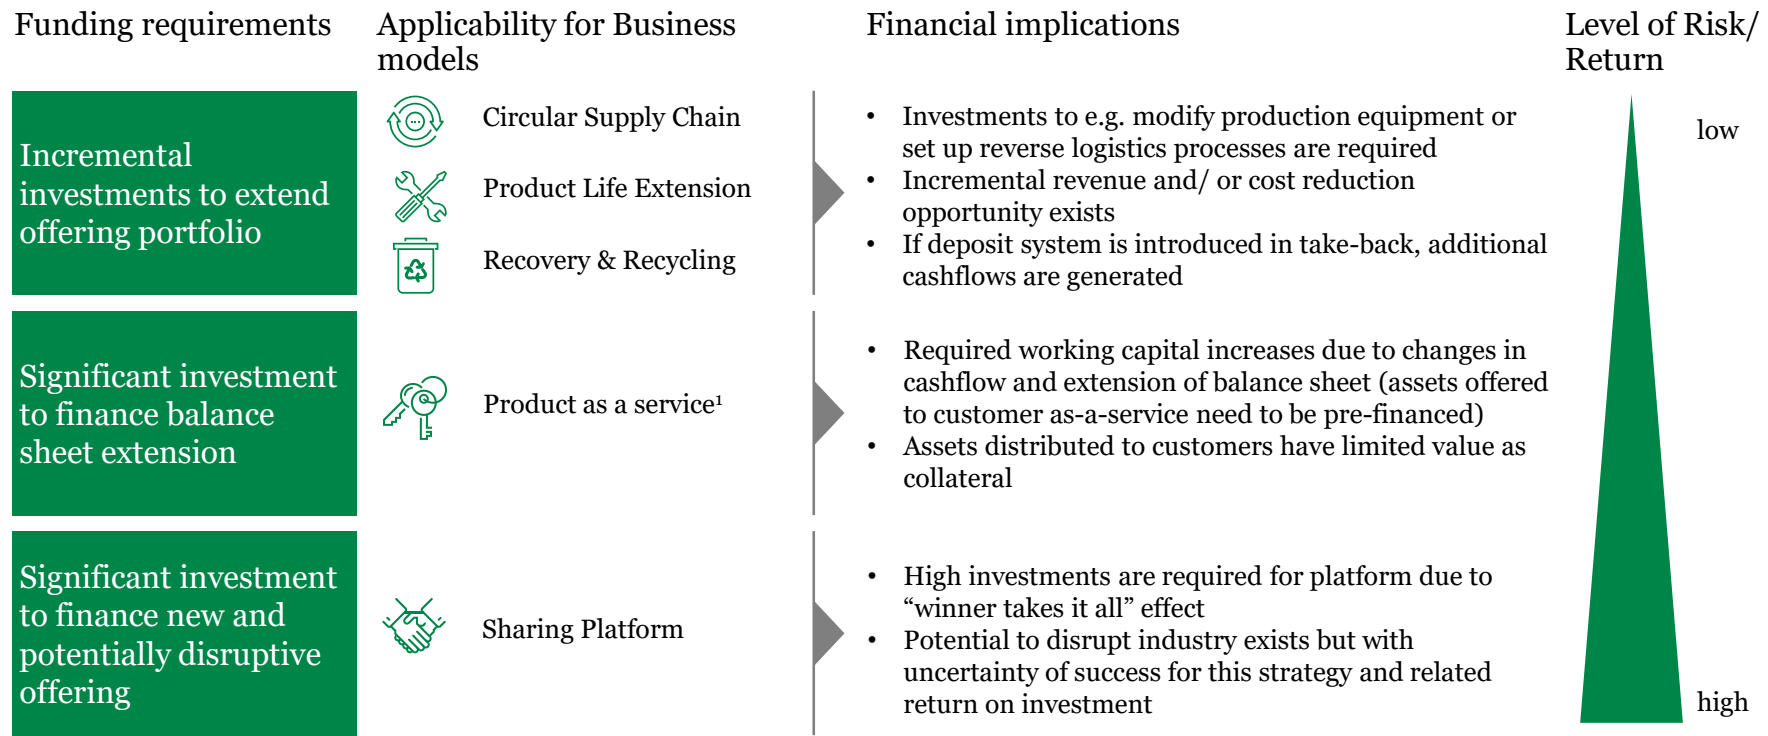 Funding requirements
Applicability for Business
models
Financial implications
Level of Risk/
Return
Incremental
investments to extend
offering portfolio
Circular Supply Chain
Product Life Extension
Recovery & Recycling
• Investments to e.g. modify production equipment or
set up reverse logistics processes are required
• Incremental revenue and/ or cost reduction
opportunity exists
• If deposit system is introduced in take-back, additional
cashflows are generated
low
Significant investment
to finance balance
sheet extension
Product as a service¹
• Required working capital increases due to changes in
cashflow and extension of balance sheet (assets offered
to customer as-a-service need to be pre-financed)
• Assets distributed to customers have limited value as
collateral
Significant investment
to finance new and
potentially disruptive
offering
Sharing Platform
• High investments are required for platform due to
“winner takes it all” effect
• Potential to disrupt industry exists but with
uncertainty of success for this strategy and related
return on investment
high